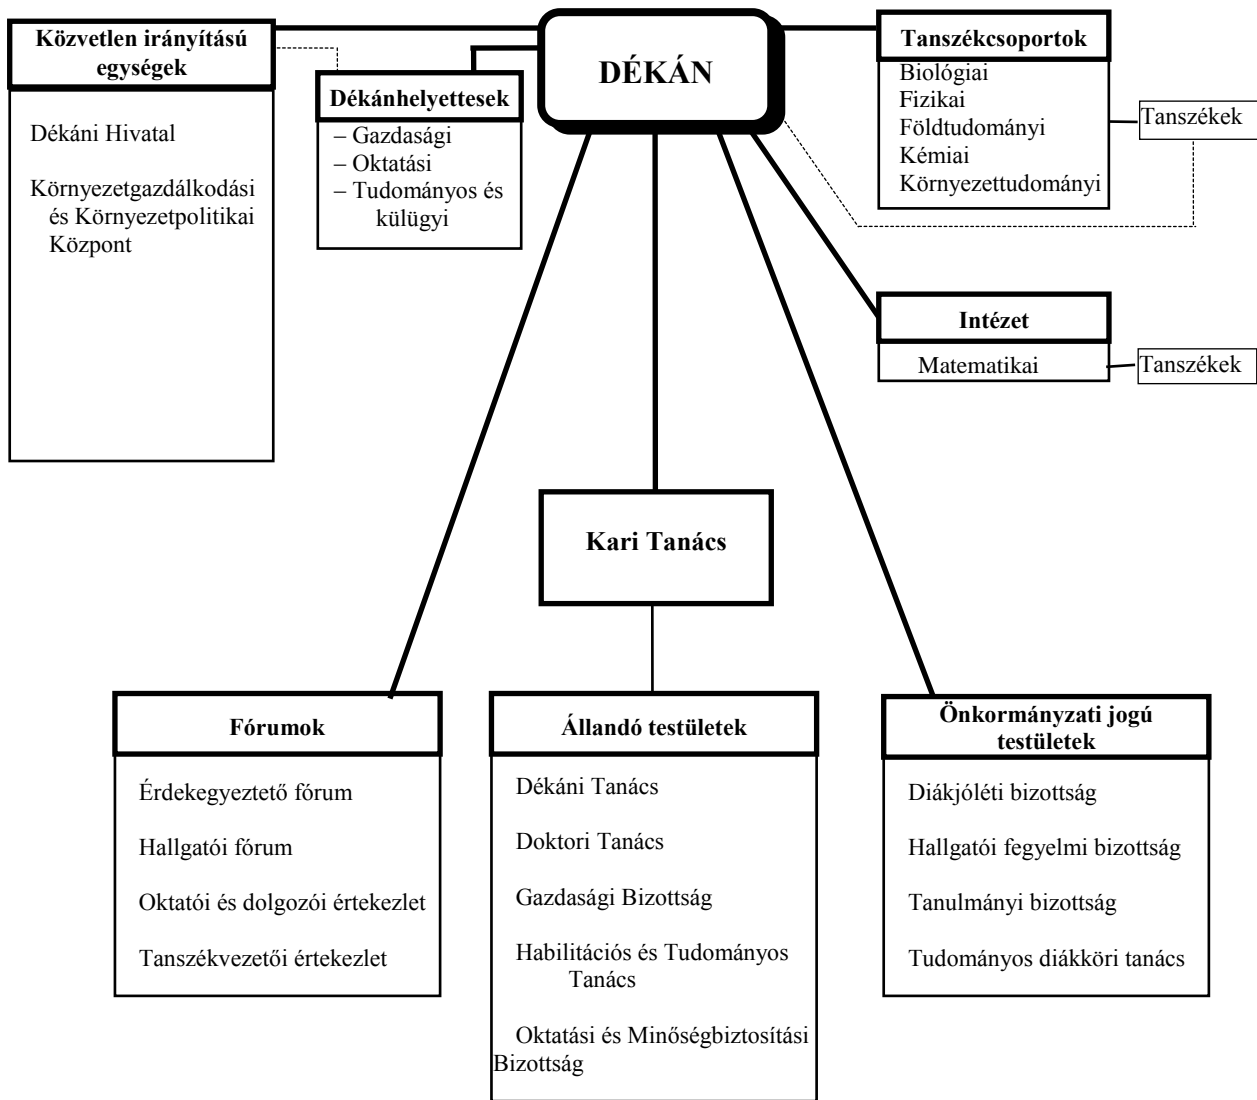 Közvetlen irányítású
egységek
Dékáni Hivatal
Környezetgazdálkodási
és Környezetpolitikai
Központ
Dékánhelyettesek
– Gazdasági
– Oktatási
– Tudományos és
külügyi
DÉKÁN
Tanszékcsoportok
Biológiai
Fizikai
Földtudományi
Kémiai
Környezettudományi
Tanszékek
Intézet
Matematikai
Tanszékek
Kari Tanács
Fórumok
Érdekegyeztető fórum
Hallgatói fórum
Oktatói és dolgozói értekezlet
Tanszékvezetői értekezlet
Állandó testületek
Dékáni Tanács
Doktori Tanács
Gazdasági Bizottság
Habilitációs és Tudományos
Tanács
Oktatási és Minőségbiztosítási
Bizottság
Önkormányzati jogú
testületek
Diákjóléti bizottság
Hallgatói fegyelmi bizottság
Tanulmányi bizottság
Tudományos diákköri tanács